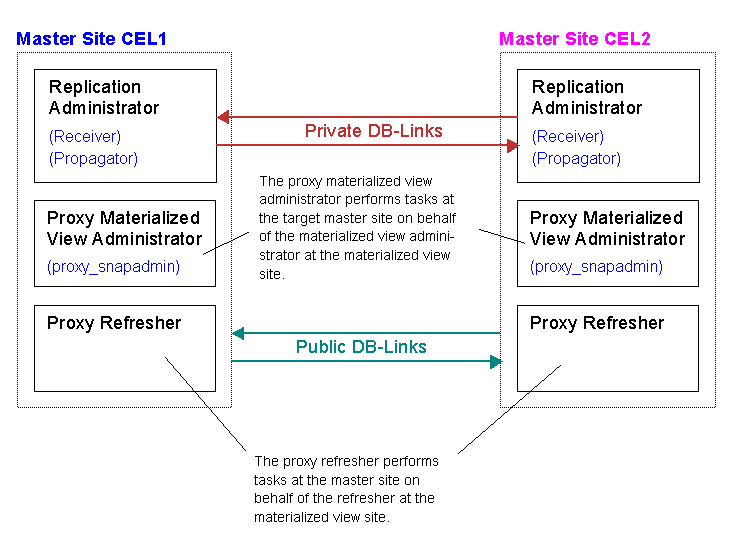 Master Site CEL1
Replication
Administrator
(Receiver)
(Propagator)
Proxy Materialized
View Administrator
(proxy_snapadmin)
Proxy Refresher
Private DB-Links
The proxy materialized view
administrator performs tasks at
the target master site on behalf
of the materialized view admini-
strator at the materialized view
site.
Public DB-Links
The proxy refresher performs
tasks at the master site on
behalf of the refresher at the
materialized view site.
Master Site CEL2
Replication
Administrator
(Receiver)
(Propagator)
Proxy Materialized
View Administrator
(proxy_snapadmin)
Proxy Refresher